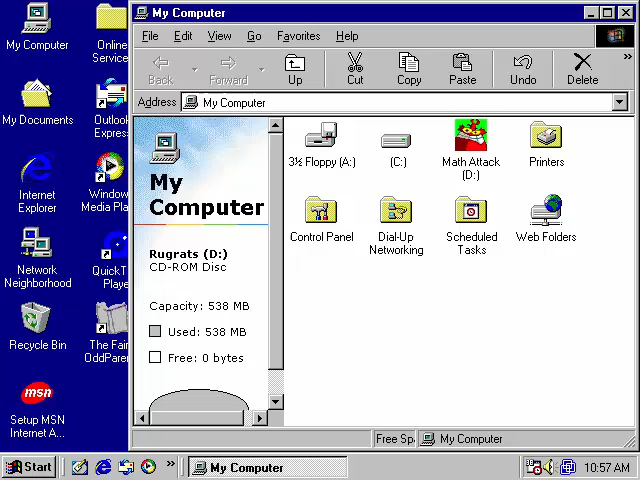 My Computer
File Edit View Go Favorites Help
Back Forward Up Cut Copy Paste Undo Delete »
Address My Computer
My Computer
Online
Service
My Documents
Outlook
Expres
Internet
Explorer
Window
Media Pla
Network
Neighborhood
QuickT
Playe
Recycle Bin
The Fair
OddParen
msn
Setup MSN
Internet A...
My
Computer
Rugrats (D:)
CD-ROM Disc
Capacity: 538 MB
Used: 538 MB
Free: 0 bytes
3½ Floppy (A:)
(C:)
Math Attack
(D:)
Printers
Control Panel
Dial-Up
Networking
Scheduled
Tasks
Web Folders
Free Sp
My Computer
Start » My Computer 10:57 AM